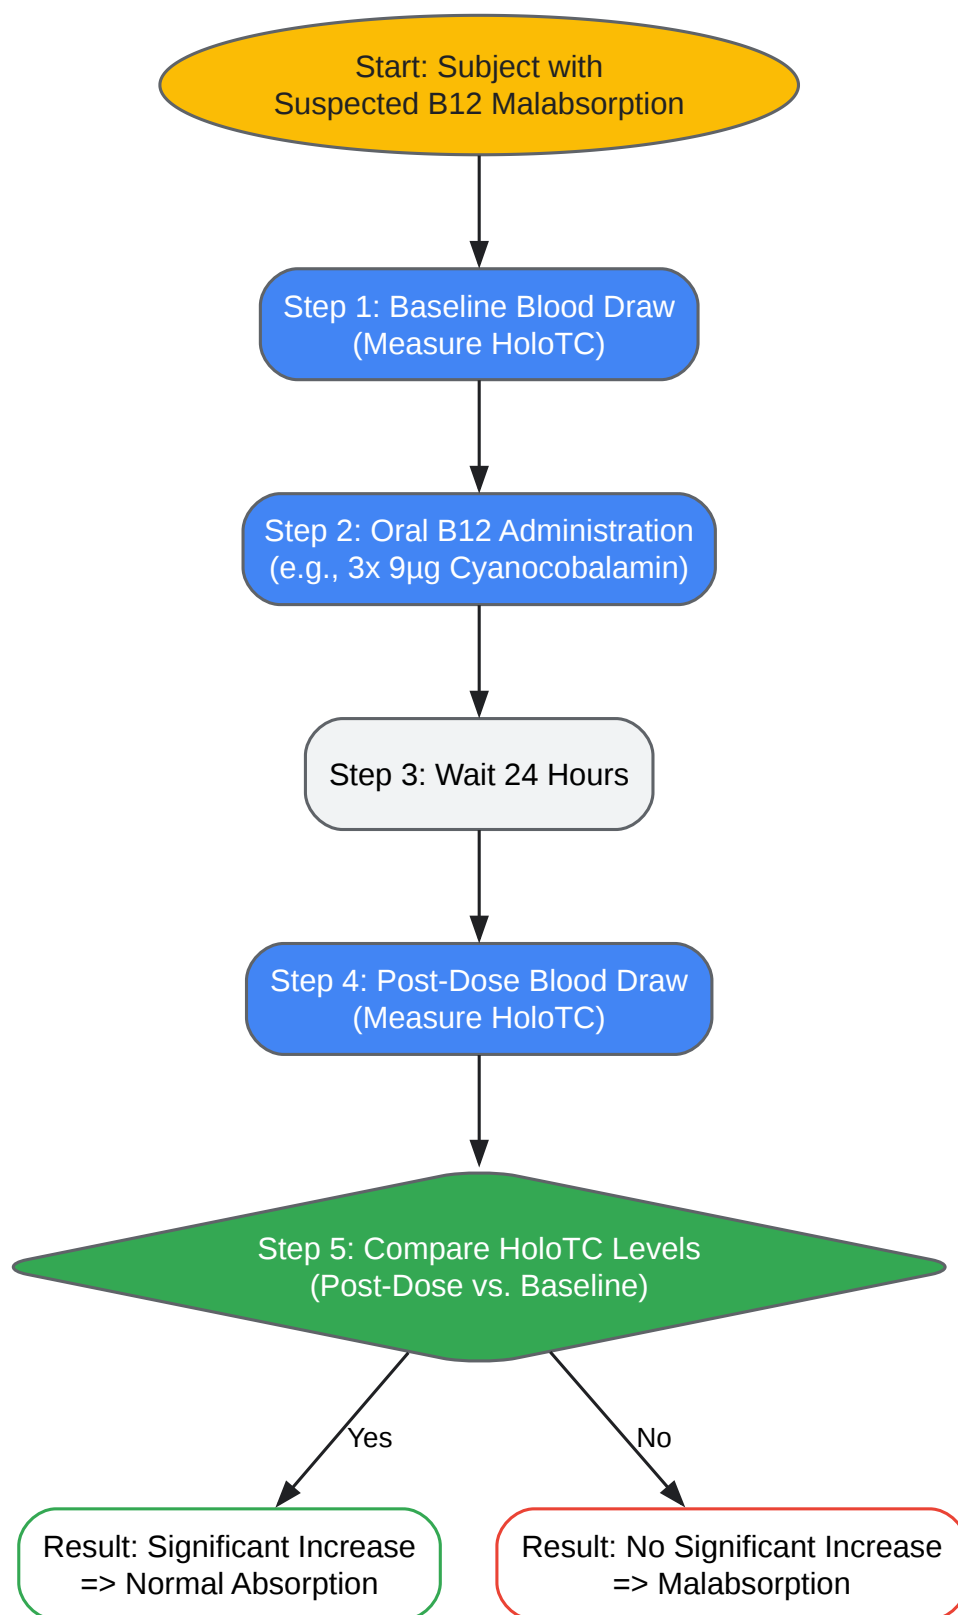 Start: Subject with
Suspected B12 Malabsorption
Step 1: Baseline Blood Draw
(Measure HoloTC)
Step 2: Oral B12 Administration
(e.g., 3x 9µg Cyanocobalamin)
Step 3: Wait 24 Hours
Step 4: Post-Dose Blood Draw
(Measure HoloTC)
Step 5: Compare HoloTC Levels
(Post-Dose vs. Baseline)
Yes
No
Result: Significant Increase
=> Normal Absorption
Result: No Significant Increase
=> Malabsorption